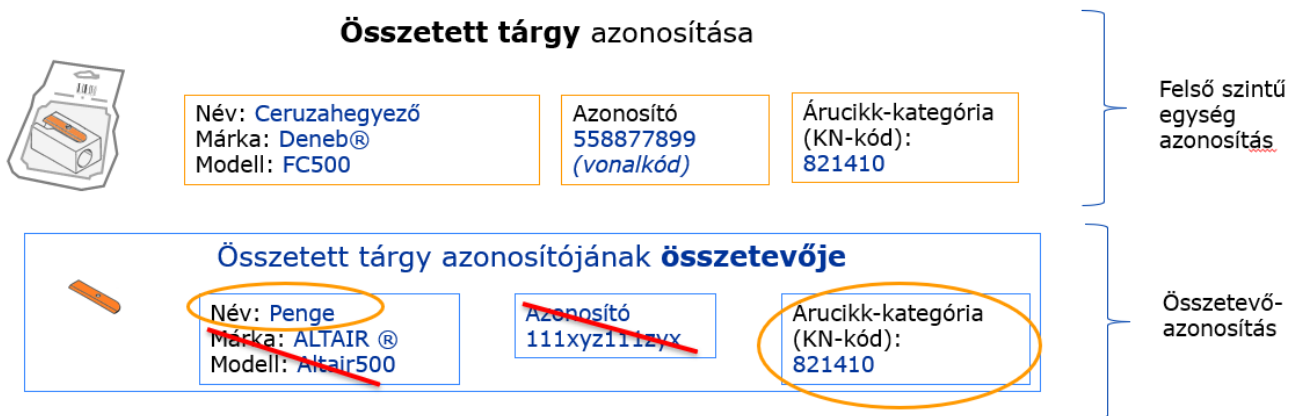 Összetett tárgy azonosítása
Név: Ceruzahegyező
Márka: Deneb®
Modell: FC500
Azonosító
558877899
(vonalkód)
Árucikk-kategória
(KN-kód):
821410
Felső szintű
egység
azonosítás
Összetett tárgy azonosítójának összetevője
Név: Penge
Márka: ALTAIR ®
Modell: Altair500
Azonosító
111xyz111zyx
Arucikk-kategória
(KN-kód):
821410
Összetevő-
azonosítás